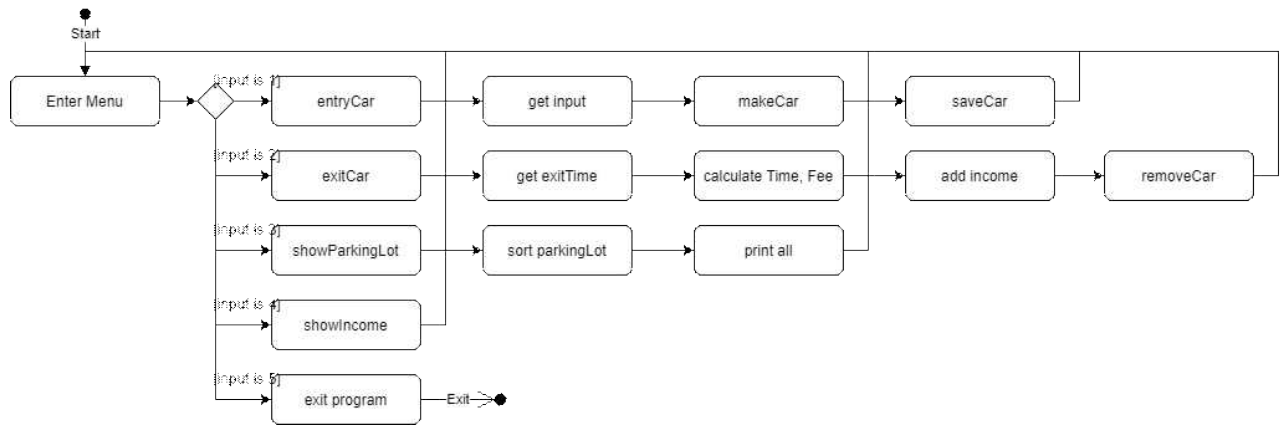 Start
[input is 1]
Enter Menu
entryCar
get input
makeCar
saveCar
[input is 2]
exitCar
get exitTime
calculate Time, Fee
add income
removeCar
[input is 3]
showParkingLot
sort parkingLot
print all
[input is 4]
showIncome
[input is 5]
exit program
Exit